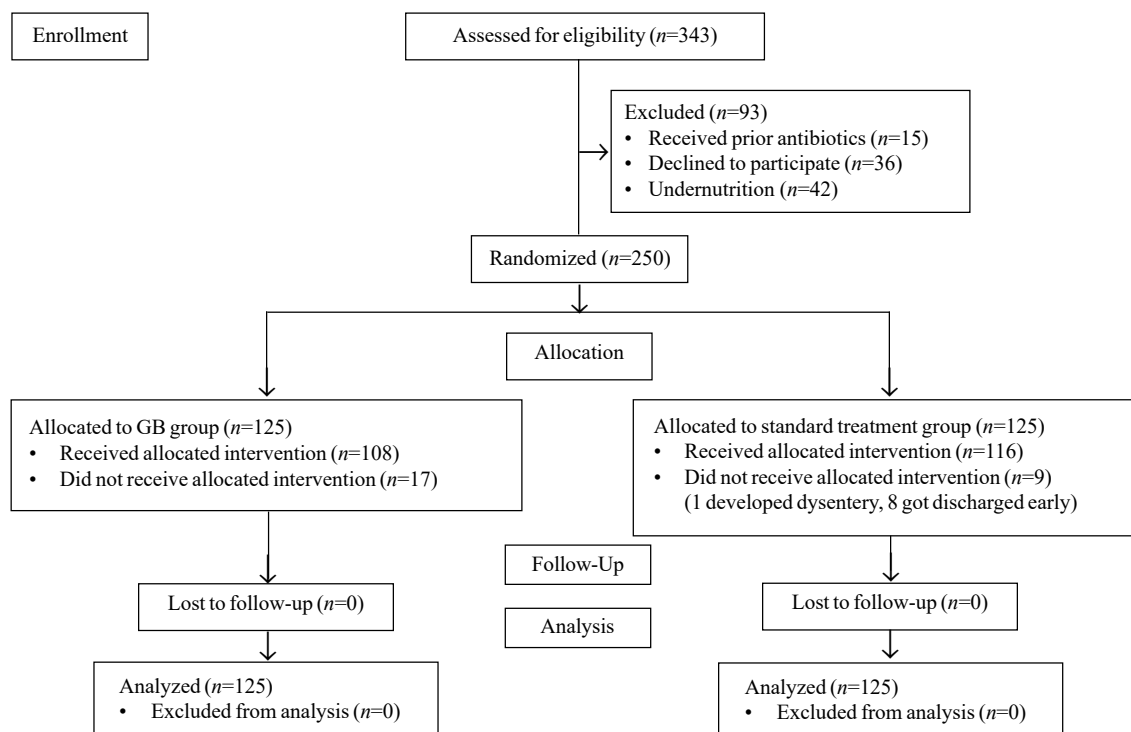 Enrollment
Assessed for eligibility (n=343)
Excluded (n=93)
• Received prior antibiotics (n=15)
• Declined to participate (n=36)
• Undernutrition (n=42)
Randomized (n=250)
Allocation
Allocated to GB group (n=125)
• Received allocated intervention (n=108)
• Did not receive allocated intervention (n=17)
Allocated to standard treatment group (n=125)
• Received allocated intervention (n=116)
• Did not receive allocated intervention (n=9)
(1 developed dysentery, 8 got discharged early)
Follow-Up
Lost to follow-up (n=0)
Lost to follow-up (n=0)
Analysis
Analyzed (n=125)
• Excluded from analysis (n=0)
Analyzed (n=125)
• Excluded from analysis (n=0)